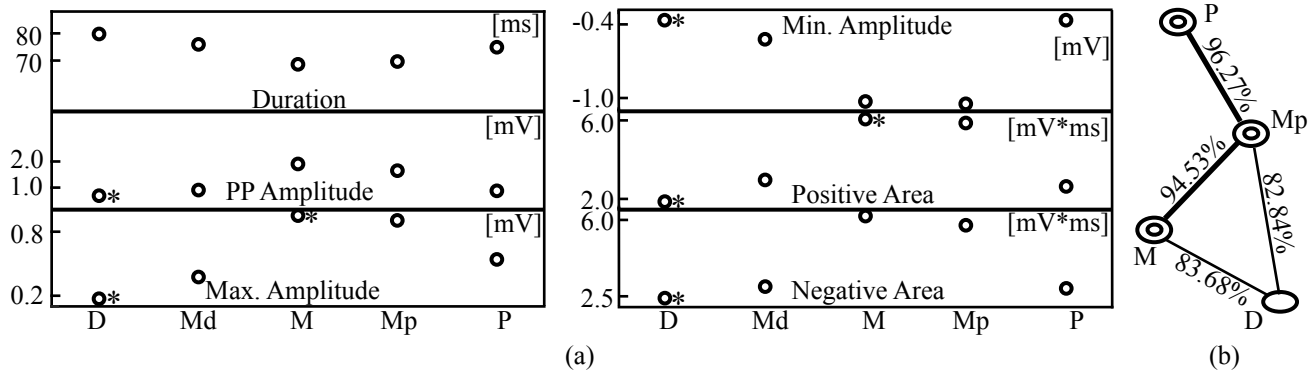 [ms]
80
70
Duration
[mV]
2.0
1.0
PP Amplitude
*
[mV]
0.8
*
0.2
*
Max. Amplitude
D Md M Mp P
-0.4
*
Min. Amplitude
[mV]
-1.0
6.0
*
[mV*ms]
2.0
*
Positive Area
6.0
[mV*ms]
2.5
*
Negative Area
D Md M Mp P
(a)
P
96.27%
Mp
94.53%
82.84%
M
83.68%
D
(b)